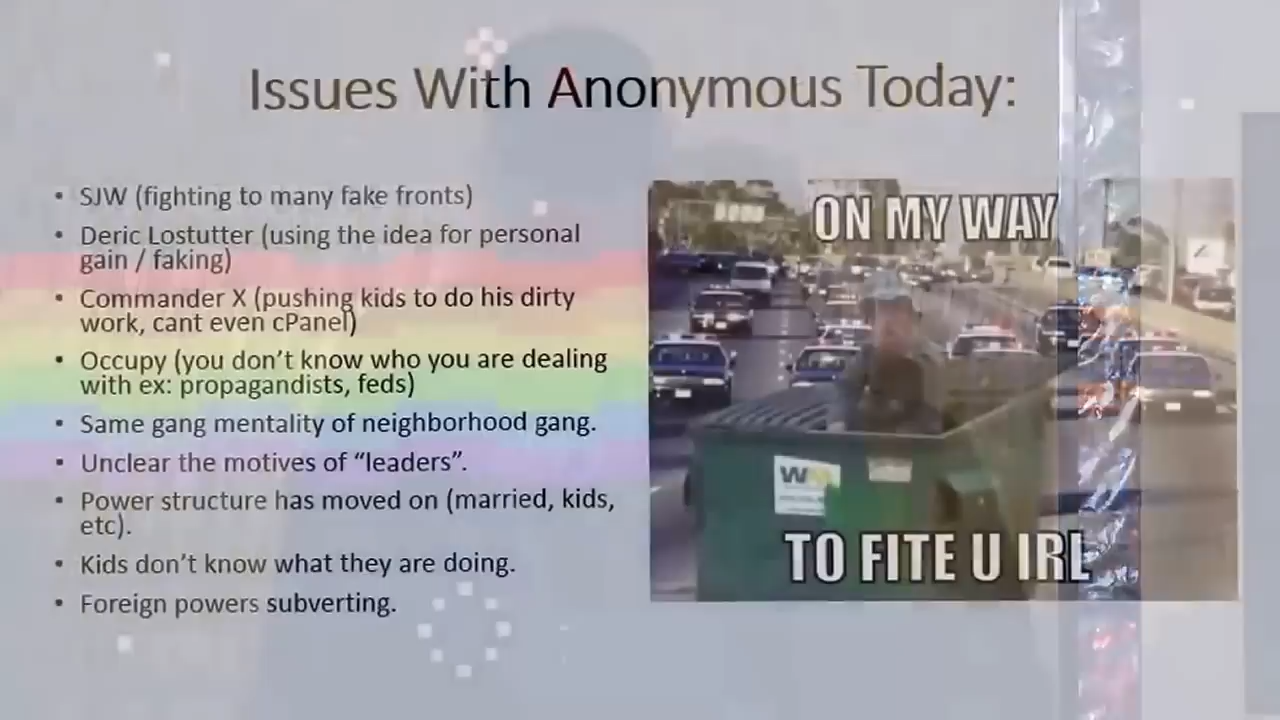 Issues With Anonymous Today:
• SJW (fighting to many fake fronts)
• Deric Lostutter (using the idea for personal
gain / faking)
• Commander X (pushing kids to do his dirty
work, cant even cPanel)
• Occupy (you don't know who you are dealing
with ex: propagandists, feds)
• Same gang mentality of neighborhood gang.
• Unclear the motives of “leaders”.
• Power structure has moved on (married, kids,
etc).
• Kids don't know what they are doing.
• Foreign powers subverting.
ON MY WAY
WM
TO FITE U IRL